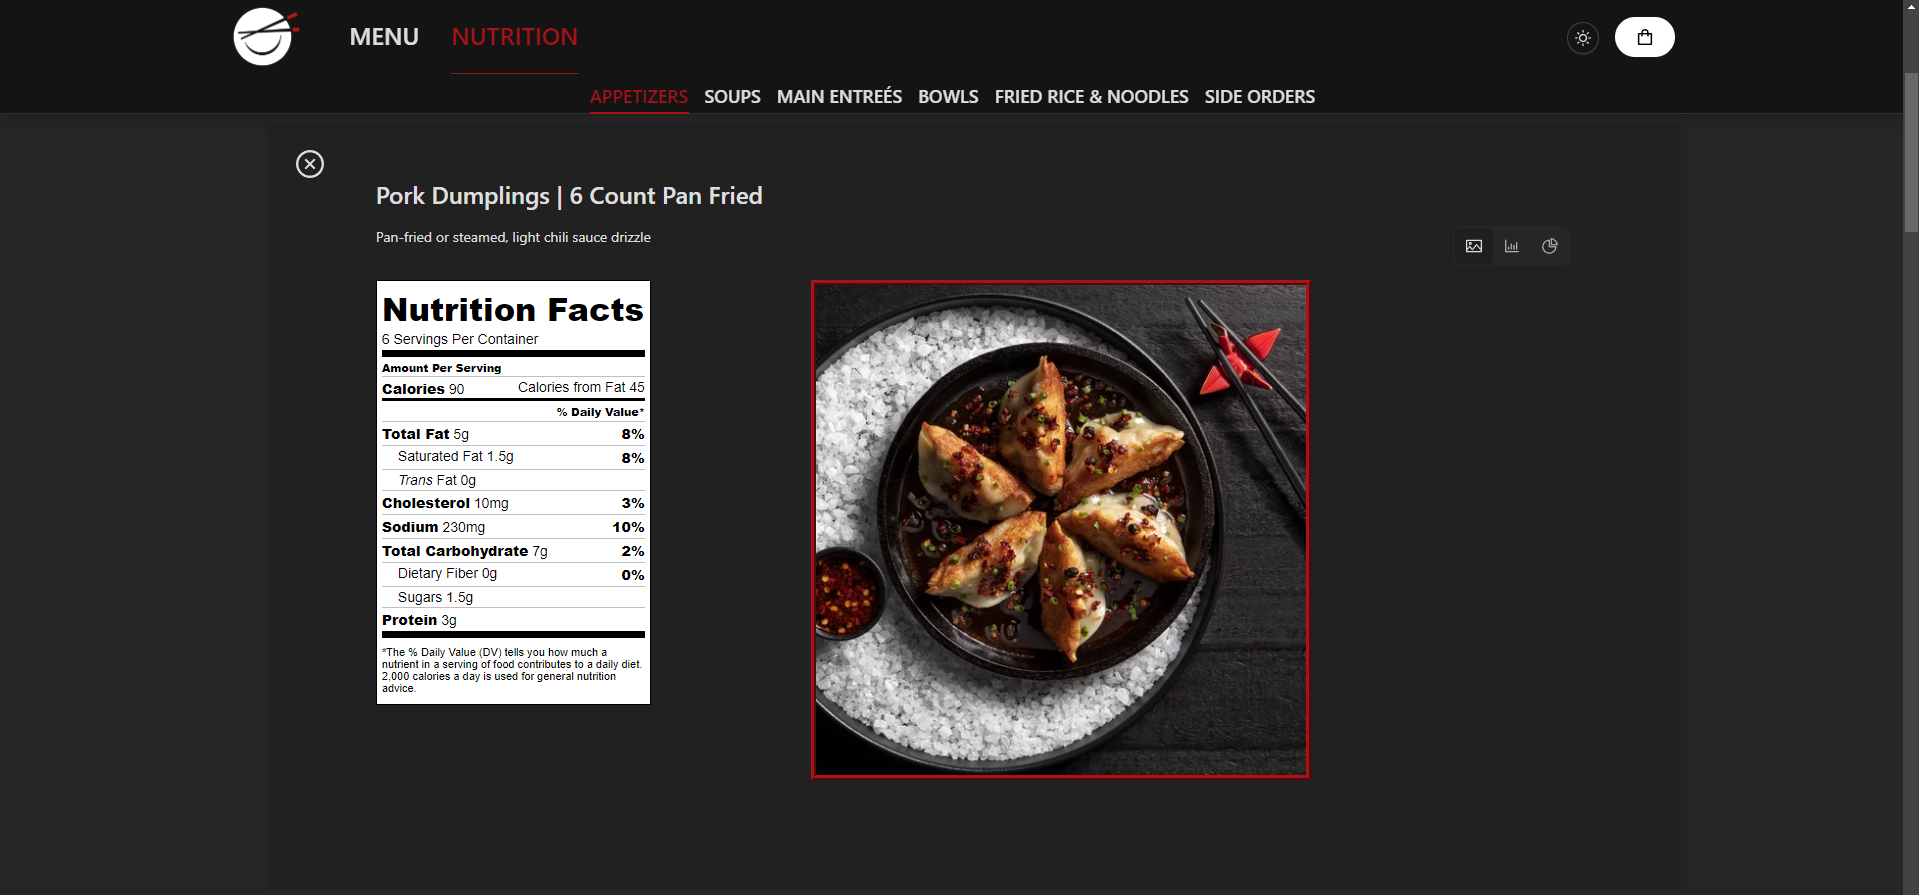 MENU NUTRITION
APPETIZERS SOUPS MAIN ENTREÉS BOWLS FRIED RICE & NOODLES SIDE ORDERS
Pork Dumplings | 6 Count Pan Fried
Pan-fried or steamed, light chili sauce drizzle
Nutrition Facts
6 Servings Per Container
Amount Per Serving
Calories 90 Calories from Fat 45
% Daily Value*
Total Fat 5g 8%
Saturated Fat 1.5g 8%
Trans Fat 0g
Cholesterol 10mg 3%
Sodium 230mg 10%
Total Carbohydrate 7g 2%
Dietary Fiber 0g 0%
Sugars 1.5g
Protein 3g
*The % Daily Value (DV) tells you how much a
nutrient in a serving of food contributes to a daily diet.
2,000 calories a day is used for general nutrition
advice.